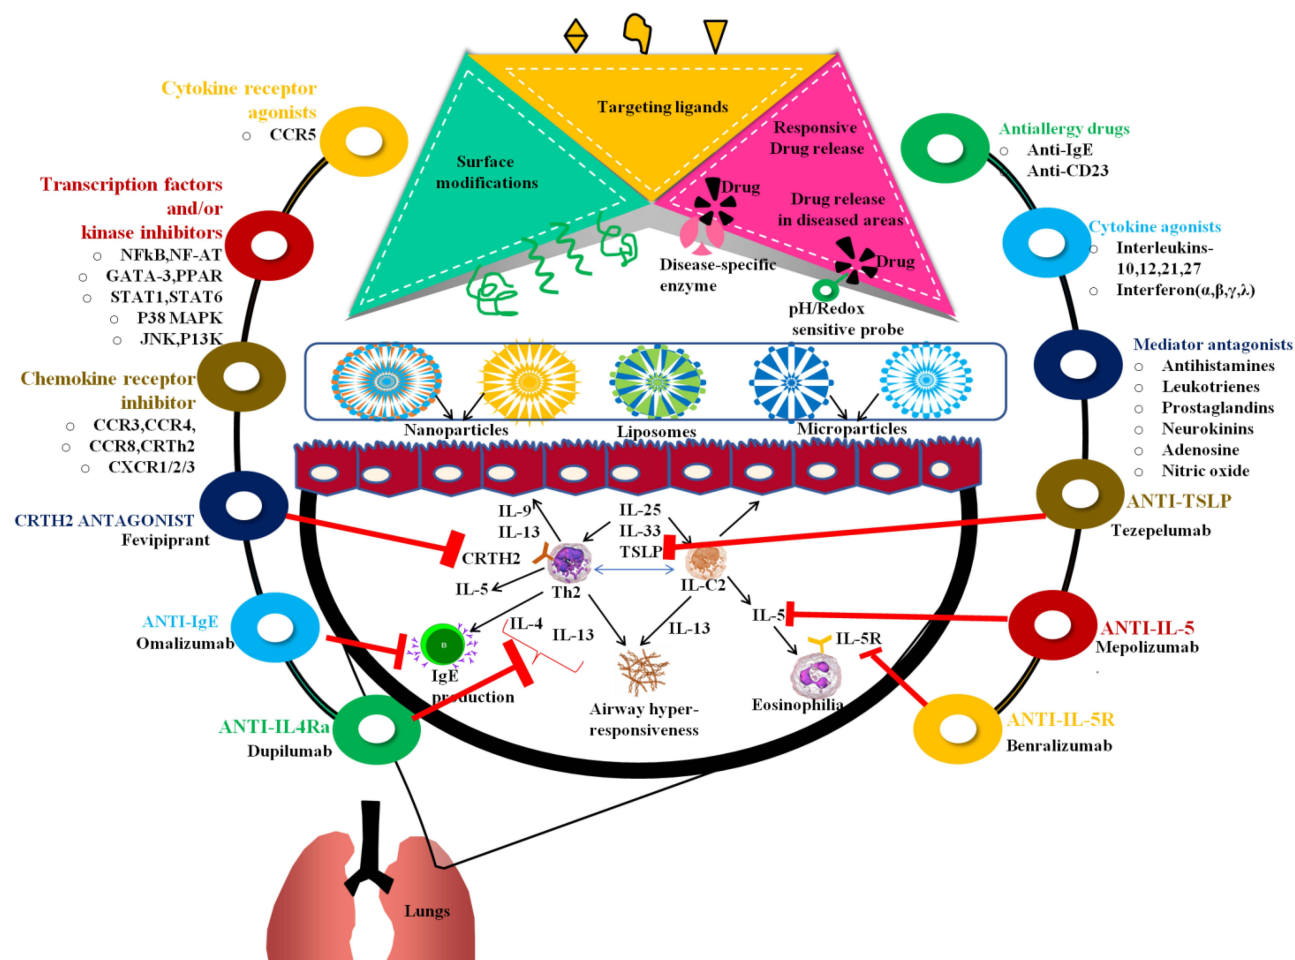 Targeting ligands
Surface
modifications
Responsive
Drug release
Drug release
in diseased areas
Drug
Drug
Disease-specific
enzyme
pH/Redox
sensitive probe
Cytokine receptor
agonists
CCR5
Transcription factors
and/or
kinase inhibitors
NFkB,NF-AT
GATA-3,PPAR
STAT1,STAT6
P38 MAPK
JNK,P13K
Chemokine receptor
inhibitor
CCR3,CCR4,
CCR8,CRTh2
CXCR1/2/3
CRTH2 ANTAGONIST
Fevipiprant
ANTI-IgE
Omalizumab
ANTI-IL4Ra
Dupilumab
Antiallergy drugs
Anti-IgE
Anti-CD23
Cytokine agonists
Interleukins-
10,12,21,27
Interferon(α,β,γ,λ)
Mediator antagonists
Antihistamines
Leukotrienes
Prostaglandins
Neurokinins
Adenosine
Nitric oxide
ANTI-TSLP
Tezepelumab
ANTI-IL-5
Mepolizumab
ANTI-IL-5R
Benralizumab
Nanoparticles
Liposomes
Microparticles
IL-9
IL-13
IL-25
IL-33
TSLP
CRTH2
IL-5
Th2
IL-C2
IL-4
IL-13
IL-13
IL-5
IL-5R
B
IgE
production
Airway hyper-
responsiveness
Eosinophilia
Lungs